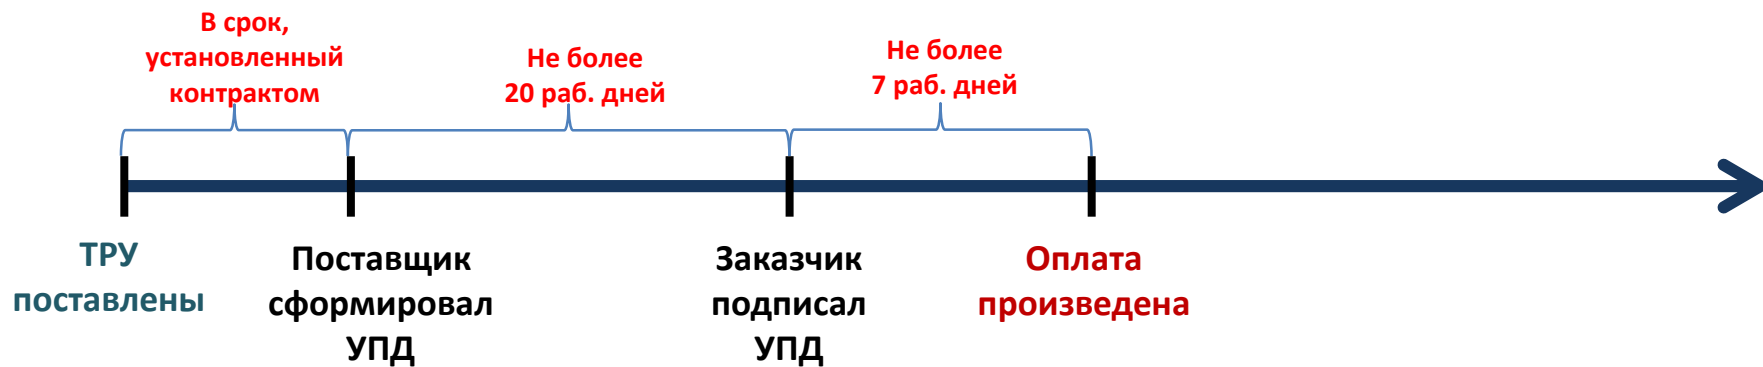 В срок,
установленный
контрактом
Не более
20 раб. дней
Не более
7 раб. дней
ТРУ
поставлены
Поставщик
сформировал
УПД
Заказчик
подписал
УПД
Оплата
произведена